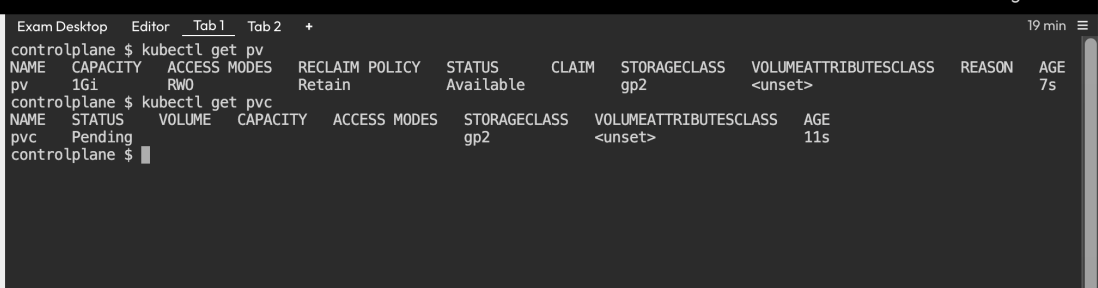 Exam Desktop Editor Tab 1 Tab 2 + 19 min ☰
controlplane $ kubectl get pv
NAME CAPACITY ACCESS MODES RECLAIM POLICY STATUS CLAIM STORAGECLASS VOLUMEATTRIBUTESCLASS REASON AGE
pv 1Gi RWO Retain Available gp2 <unset> 7s
controlplane $ kubectl get pvc
NAME STATUS VOLUME CAPACITY ACCESS MODES STORAGECLASS VOLUMEATTRIBUTESCLASS AGE
pvc Pending gp2 <unset> 11s
controlplane $